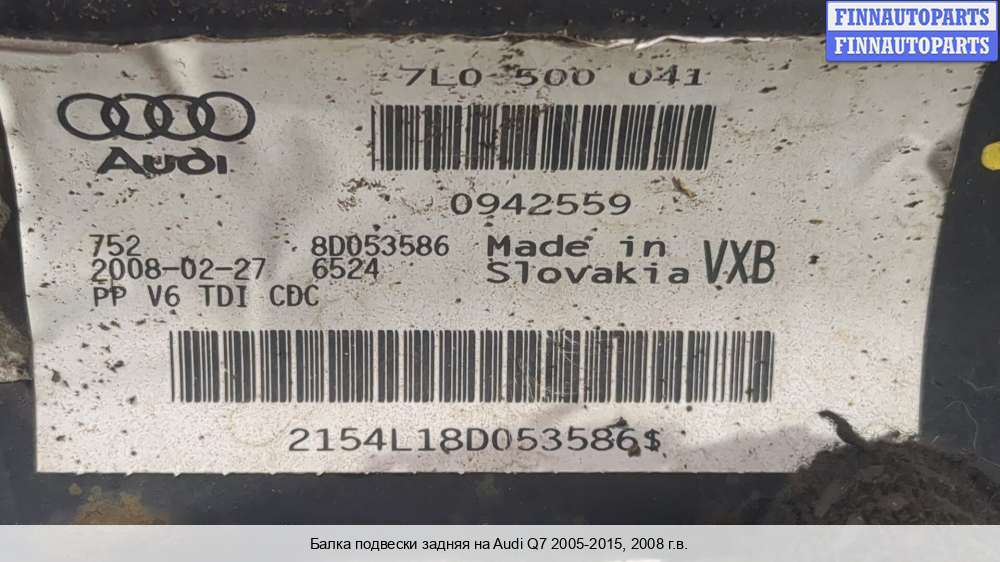 FINNAUTOPARTS
FINNAUTOPARTS
7L0 500 041
Audi
0942559
752 8D053586 Made in
2008-02-27 6524 Slovakia VXB
PP V6 TDI CDC
2154L18D053586$
Балка подвески задняя на Audi Q7 2005-2015, 2008 г.в.